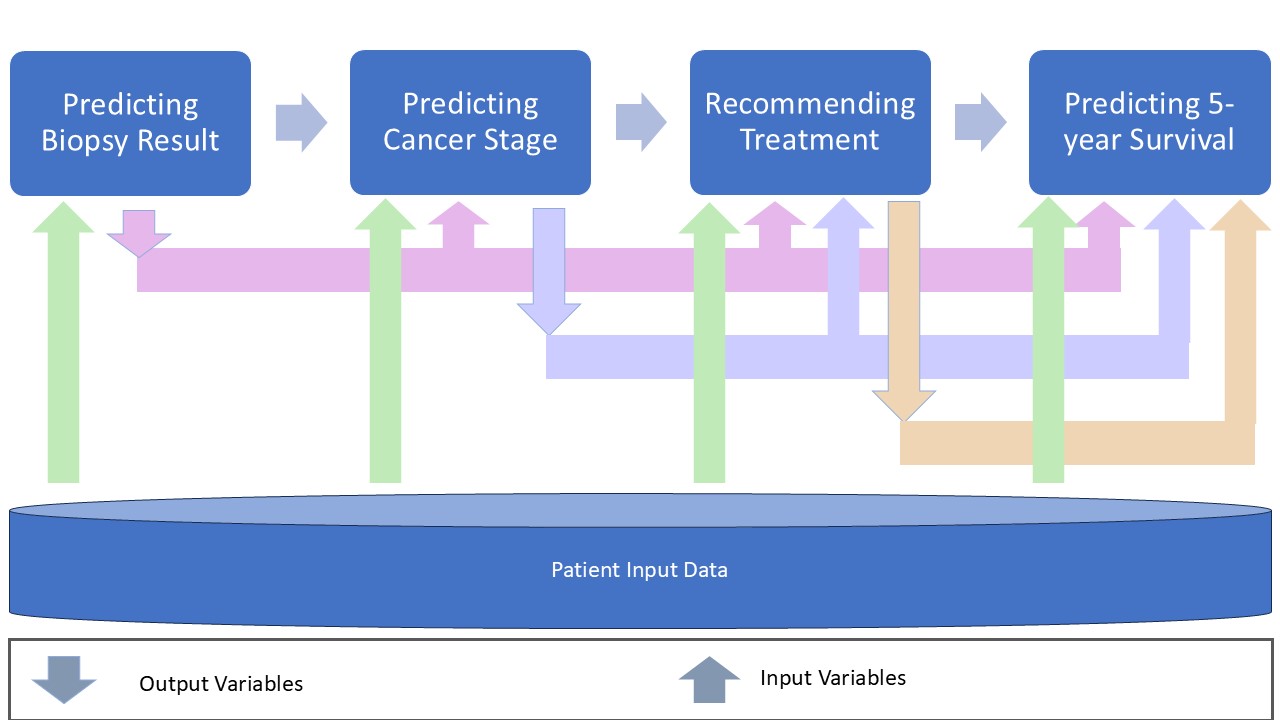 Predicting
Biopsy Result
Predicting
Cancer Stage
Recommending
Treatment
Predicting 5-
year Survival
Patient Input Data
Output Variables
Input Variables